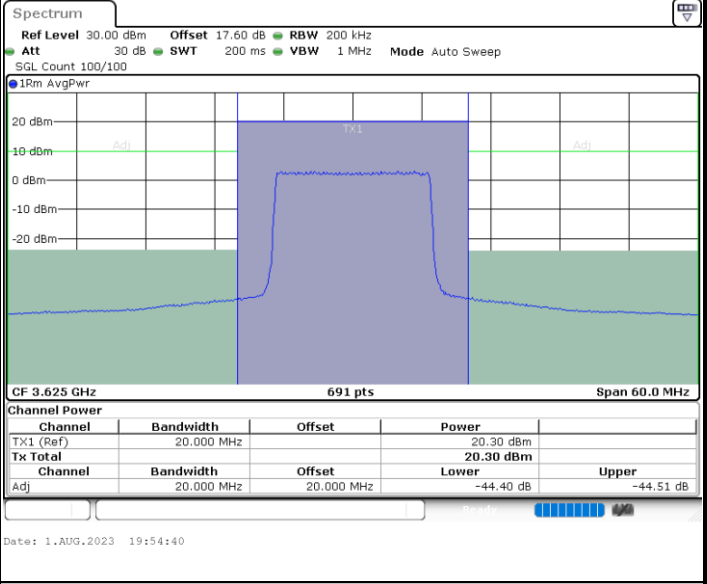 Spectrum
Ref Level 30.00 dBm Offset 17.60 dB RBW 200 kHz
Att 30 dB SWT 200 ms VBW 1 MHz Mode Auto Sweep
SGL Count 100/100
1Rm AvgPwr
20 dBm
TX1
Adj Adj
10 dBm
0 dBm
-10 dBm
-20 dBm
CF 3.625 GHz 691 pts Span 60.0 MHz
Channel Power
Channel Bandwidth Offset Power
TX1 (Ref) 20.000 MHz 20.30 dBm
Tx Total 20.30 dBm
Channel Bandwidth Offset Lower Upper
Adj 20.000 MHz 20.000 MHz -44.40 dB -44.51 dB
Ready
Date: 1.AUG.2023 19:54:40